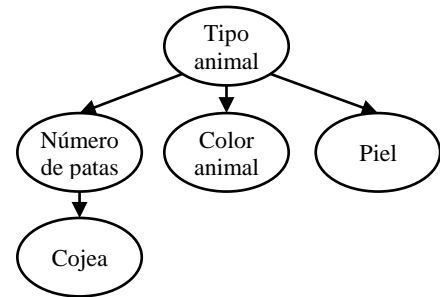 Tipo
animal
Número
de patas
Color
animal
Piel
Cojea